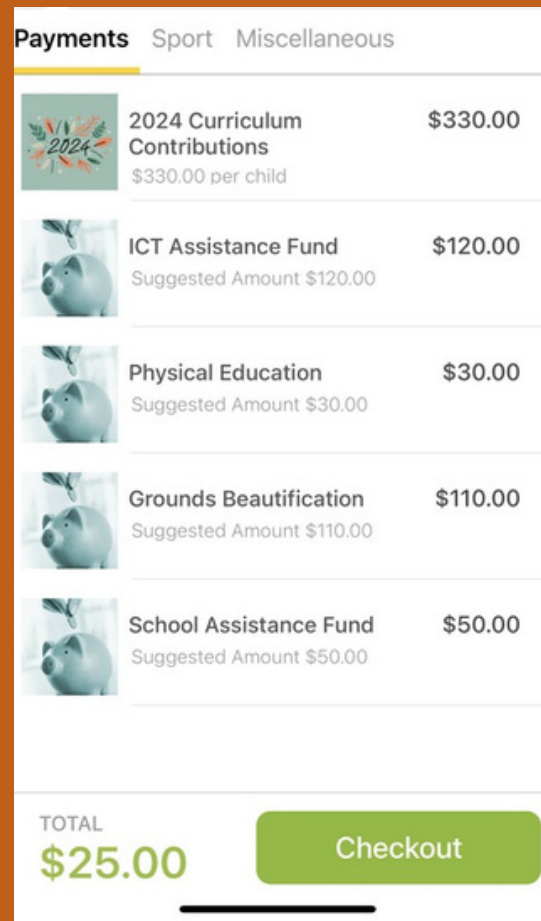 Payments Sport Miscellaneous
2024
2024 Curriculum
Contributions
$330.00
$330.00 per child
ICT Assistance Fund
$120.00
Suggested Amount $120.00
Physical Education
$30.00
Suggested Amount $30.00
Grounds Beautification
$110.00
Suggested Amount $110.00
School Assistance Fund
$50.00
Suggested Amount $50.00
TOTAL
$25.00
Checkout